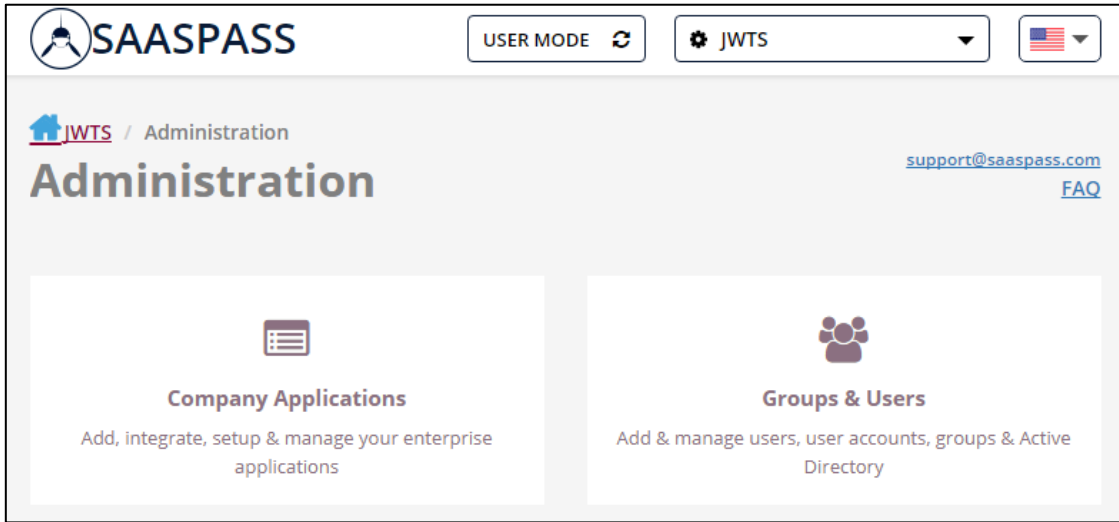 SAASPASS
USER MODE
JWTS
JWTS / Administration
Administration
support@saaspass.com
FAQ
Company Applications
Add, integrate, setup & manage your enterprise
applications
Groups & Users
Add & manage users, user accounts, groups & Active
Directory